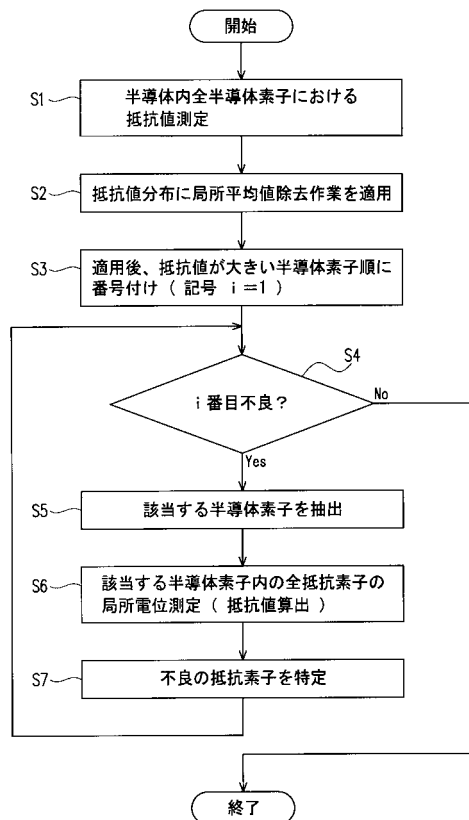 開始
S1
半導体内全半導体素子における
抵抗値測定
S2
抵抗値分布に局所平均値除去作業を適用
S3
適用後、抵抗値が大きい半導体素子順に
番号付け ( 記号 i=1 )
S4
i番目不良?
No
Yes
S5
該当する半導体素子を抽出
S6
該当する半導体素子内の全抵抗素子の
局所電位測定 ( 抵抗値算出 )
S7
不良の抵抗素子を特定
終了